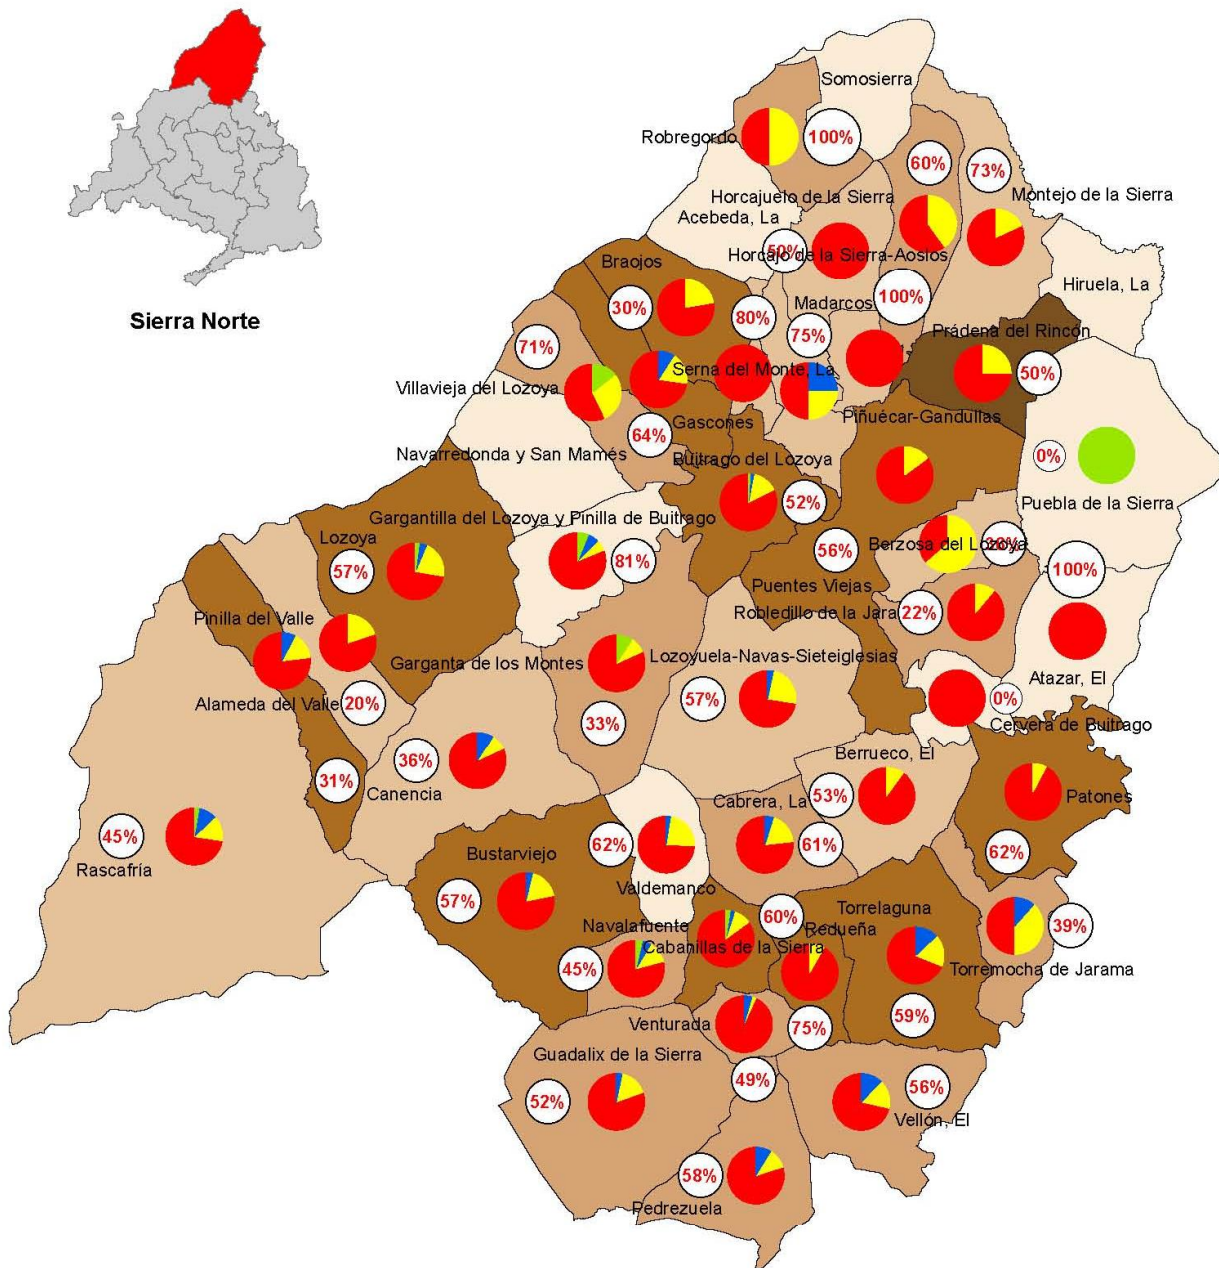 Somosierra
Robregordo
100%
60%
73%
Horcajuelo de la Sierra
Montejo de la Sierra
Acebeda, La
50%
Horcajo de la Sierra-Aoslos
Braojos
Hiruela, La
30%
80%
Madarcos
100%
Sierra Norte
75%
Prádena del Rincón
71%
Serna del Monte, La
50%
Villavieja del Lozoya
Gascones
Piñuécar-Gandullas
64%
Navarredonda y San Mamés
Buitrago del Lozoya
0%
Puebla de la Sierra
Gargantilla del Lozoya y Pinilla de Buitrago
52%
Lozoya
Berzosa del Lozoya
57%
81%
56%
100%
Puentes Viejas
Pinilla del Valle
Robledillo de la Jara
22%
Garganta de los Montes
Lozoyuela-Navas-Sieteiglesias
Atazar, El
Alameda del Valle
20%
57%
0%
33%
Cervera de Buitrago
36%
Berrueco, El
31%
Canencia
53%
Patones
Cabrera, La
45%
62%
61%
62%
Rascafría
Bustarviejo
Valdemanco
57%
Navalafuente
60%
Redueña
Torrelaguna
39%
Cabanillas de la Sierra
45%
Torremocha de Jarama
59%
Venturada
75%
Guadalix de la Sierra
49%
56%
52%
Vellón, El
58%
Pedrezuela